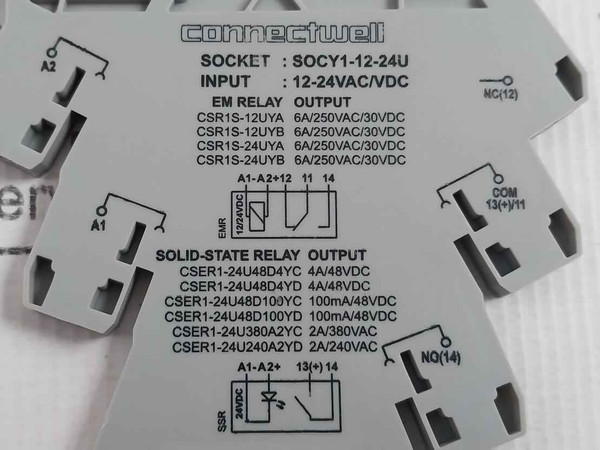 connectwell
SOCKET : SOCY1-12-24U
INPUT : 12-24VAC/VDC
EM RELAY OUTPUT
CSR1S-12UYA 6A/250VAC/30VDC
CSR1S-12UYB 6A/250VAC/30VDC
CSR1S-24UYA 6A/250VAC/30VDC
CSR1S-24UYB 6A/250VAC/30VDC
A2
NC(12)
A1
COM
13(+)/11
A1- A2+ 12 11 14
12/24VDC
EMR
SOLID-STATE RELAY OUTPUT
CSER1-24U48D4YC 4A/48VDC
CSER1-24U48D4YD 4A/48VDC
CSER1-24U48D100YC 100mA/48VDC
CSER1-24U48D100YD 100mA/48VDC
CSER1-24U380A2YC 2A/380VAC
CSER1-24U240A2YD 2A/240VAC
NO(14)
A1- A2+ 13(+) 14
24VDC
SSR